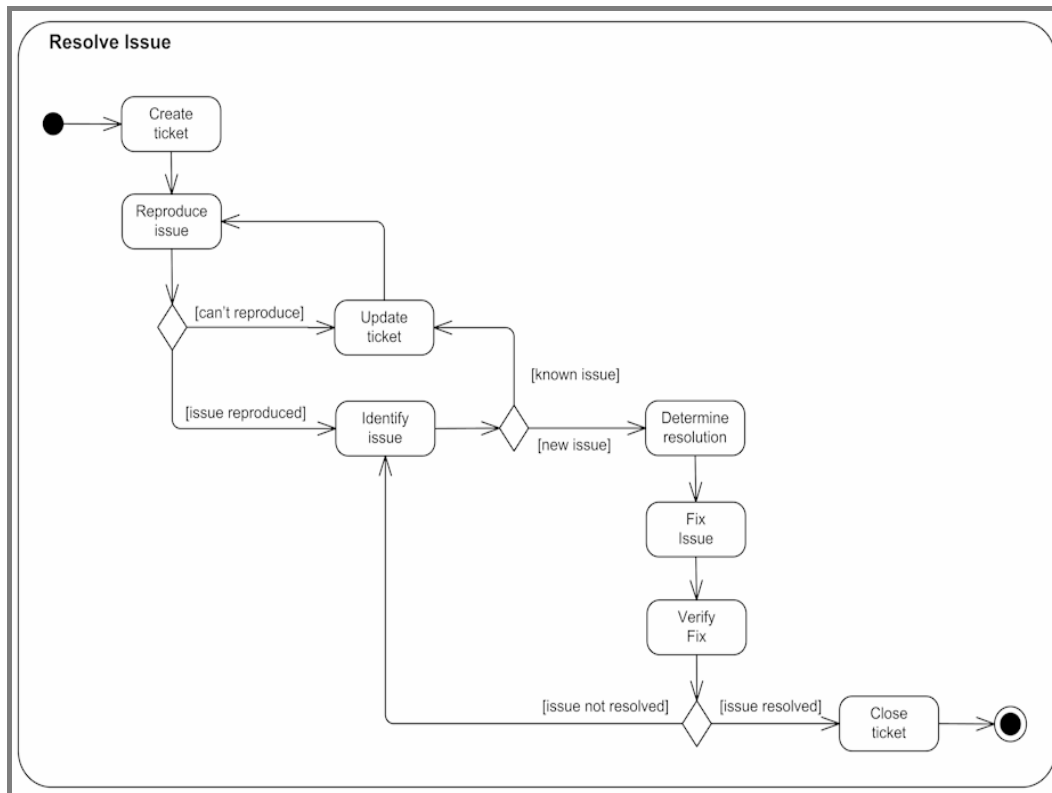 Resolve Issue
Create
ticket
Reproduce
issue
[can't reproduce]
Update
ticket
[known issue]
[issue reproduced]
Identify
issue
[new issue]
Determine
resolution
Fix
Issue
Verify
Fix
[issue not resolved]
[issue resolved]
Close
ticket